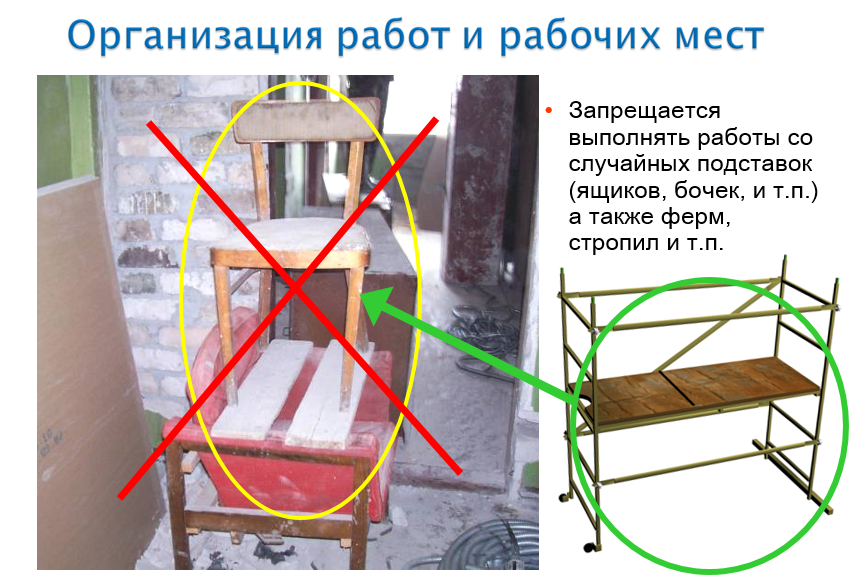 Организация работ и рабочих мест
• Запрещается
выполнять работы со
случайных подставок
(ящиков, бочек, и т.п.)
а также ферм,
стропил и т.п.